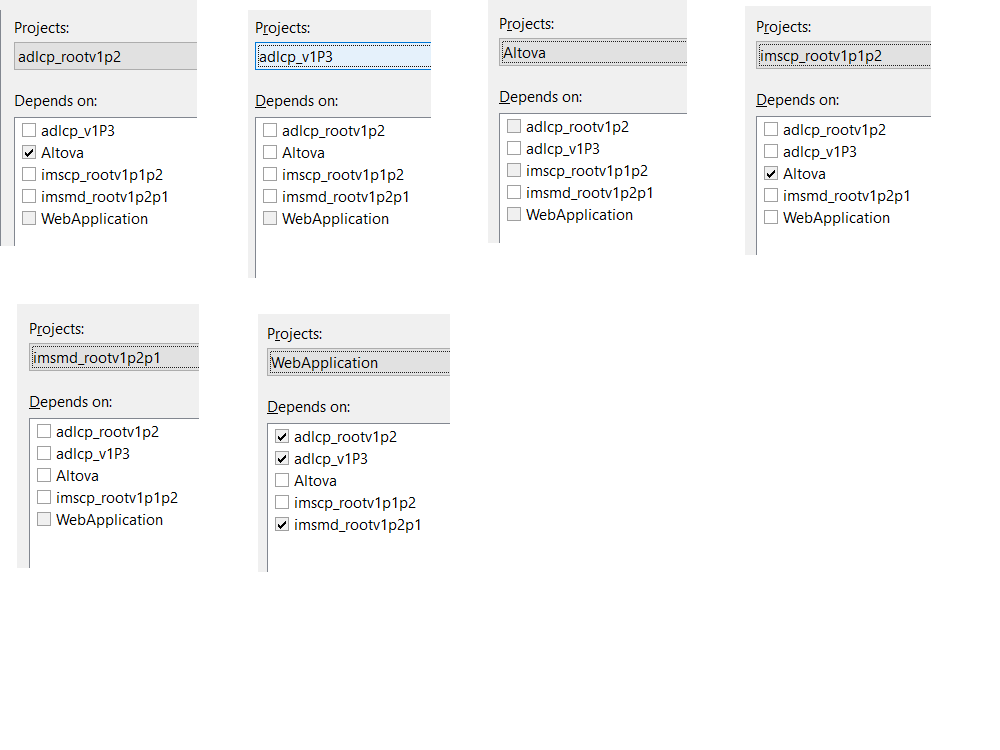 Projects:
adlcp_rootv1p2
Depends on:
adlcp_v1P3
Altova
imscp_rootv1p1p2
imsmd_rootv1p2p1
WebApplication
Projects:
adlcp_v1P3
Depends on:
adlcp_rootv1p2
Altova
imscp_rootv1p1p2
imsmd_rootv1p2p1
WebApplication
Projects:
Altova
Depends on:
adlcp_rootv1p2
adlcp_v1P3
imscp_rootv1p1p2
imsmd_rootv1p2p1
WebApplication
Projects:
imscp_rootv1p1p2
Depends on:
adlcp_rootv1p2
adlcp_v1P3
Altova
imsmd_rootv1p2p1
WebApplication
Projects:
imsmd_rootv1p2p1
Depends on:
adlcp_rootv1p2
adlcp_v1P3
Altova
imscp_rootv1p1p2
WebApplication
Projects:
WebApplication
Depends on:
adlcp_rootv1p2
adlcp_v1P3
Altova
imscp_rootv1p1p2
imsmd_rootv1p2p1